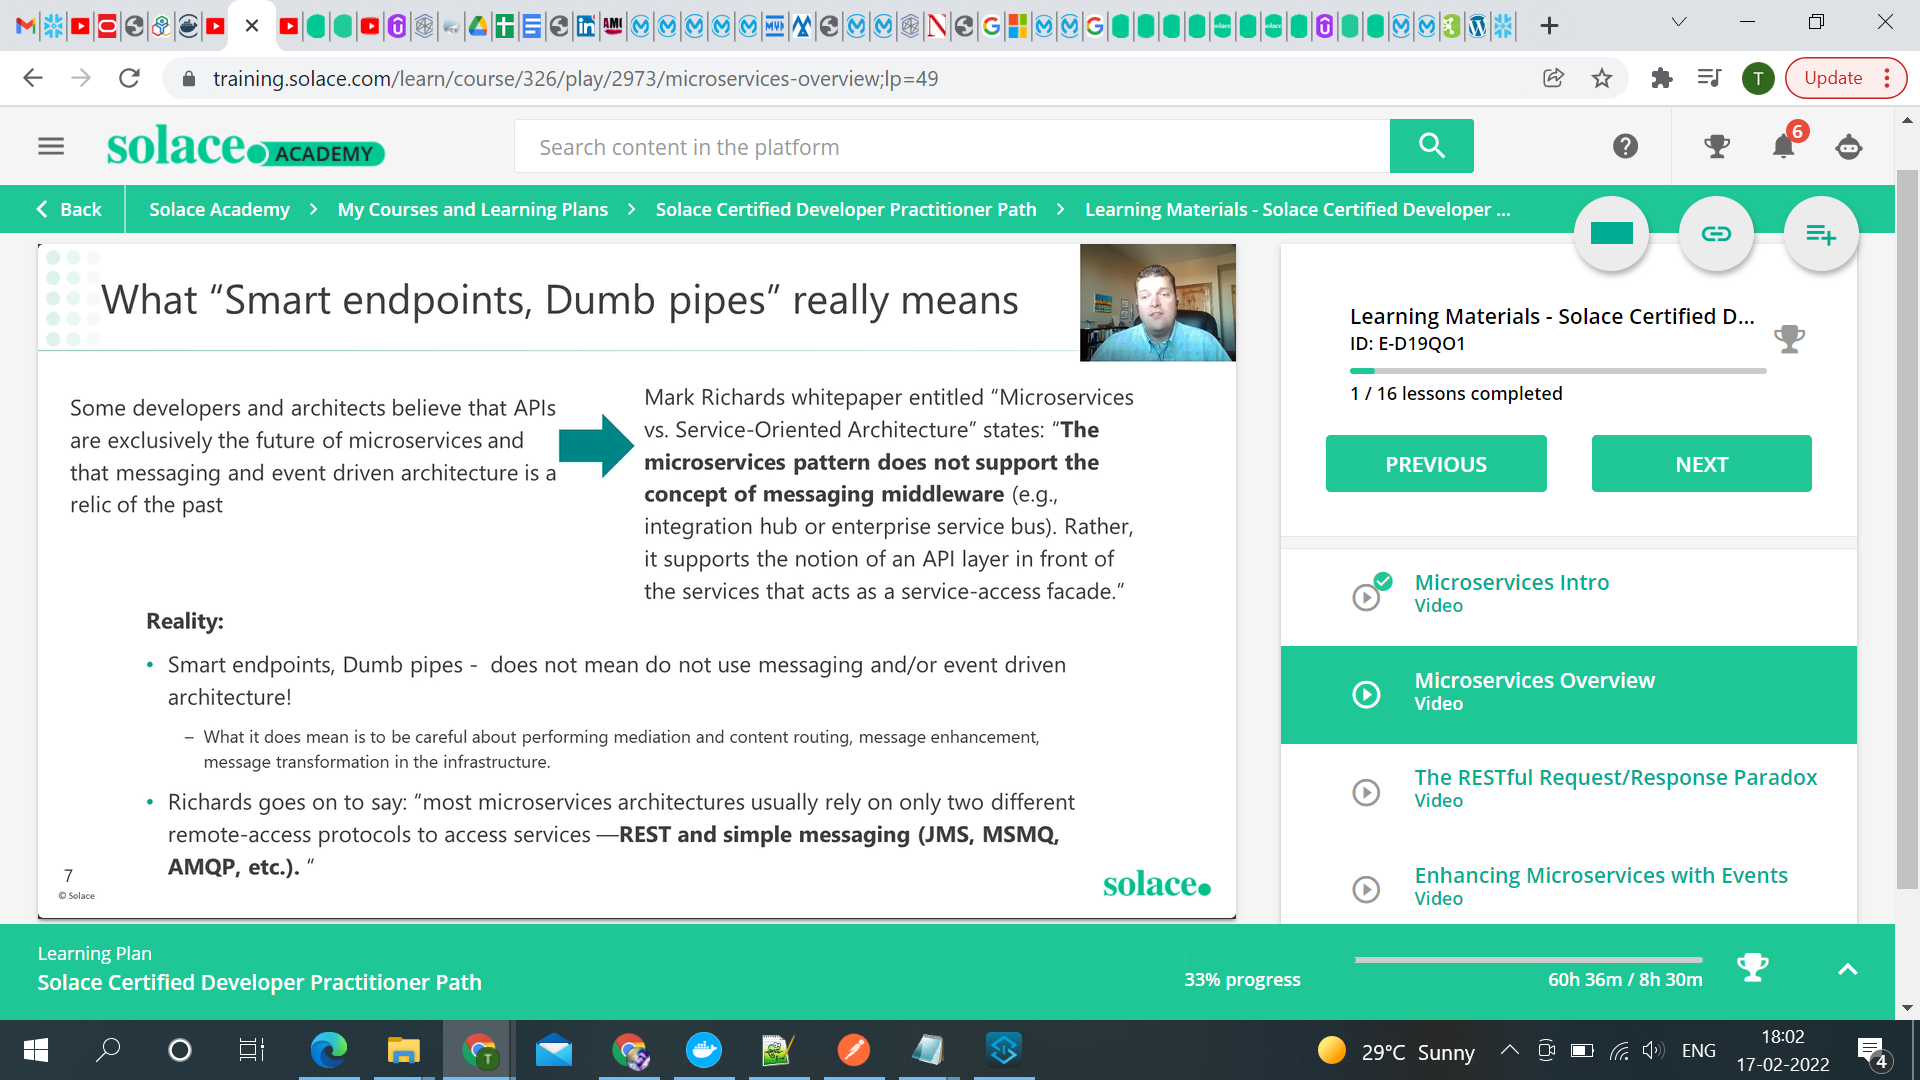 training.solace.com/learn/course/326/play/2973/microservices-overview;lp=49
T
Update
solace.
ACADEMY
Search content in the platform
6
Back
Solace Academy
My Courses and Learning Plans
Solace Certified Developer Practitioner Path
Learning Materials - Solace Certified Developer ...
What “Smart endpoints, Dumb pipes” really means
Some developers and architects believe that APIs
are exclusively the future of microservices and
that messaging and event driven architecture is a
relic of the past
Mark Richards whitepaper entitled “Microservices
vs. Service-Oriented Architecture” states: “The
microservices pattern does not support the
concept of messaging middleware (e.g.,
integration hub or enterprise service bus). Rather,
it supports the notion of an API layer in front of
the services that acts as a service-access facade.”
Reality:
• Smart endpoints, Dumb pipes - does not mean do not use messaging and/or event driven
architecture!
– What it does mean is to be careful about performing mediation and content routing, message enhancement,
message transformation in the infrastructure.
• Richards goes on to say: “most microservices architectures usually rely on only two different
remote-access protocols to access services —REST and simple messaging (JMS, MSMQ,
AMQP, etc.). “
7
© Solace
solace.
Learning Materials - Solace Certified D...
ID: E-D19QO1
1 / 16 lessons completed
PREVIOUS
NEXT
Microservices Intro
Video
Microservices Overview
Video
The RESTful Request/Response Paradox
Video
Enhancing Microservices with Events
Video
Learning Plan
Solace Certified Developer Practitioner Path
33% progress
60h 36m / 8h 30m
T
29°C Sunny
ENG
18:02
17-02-2022
4